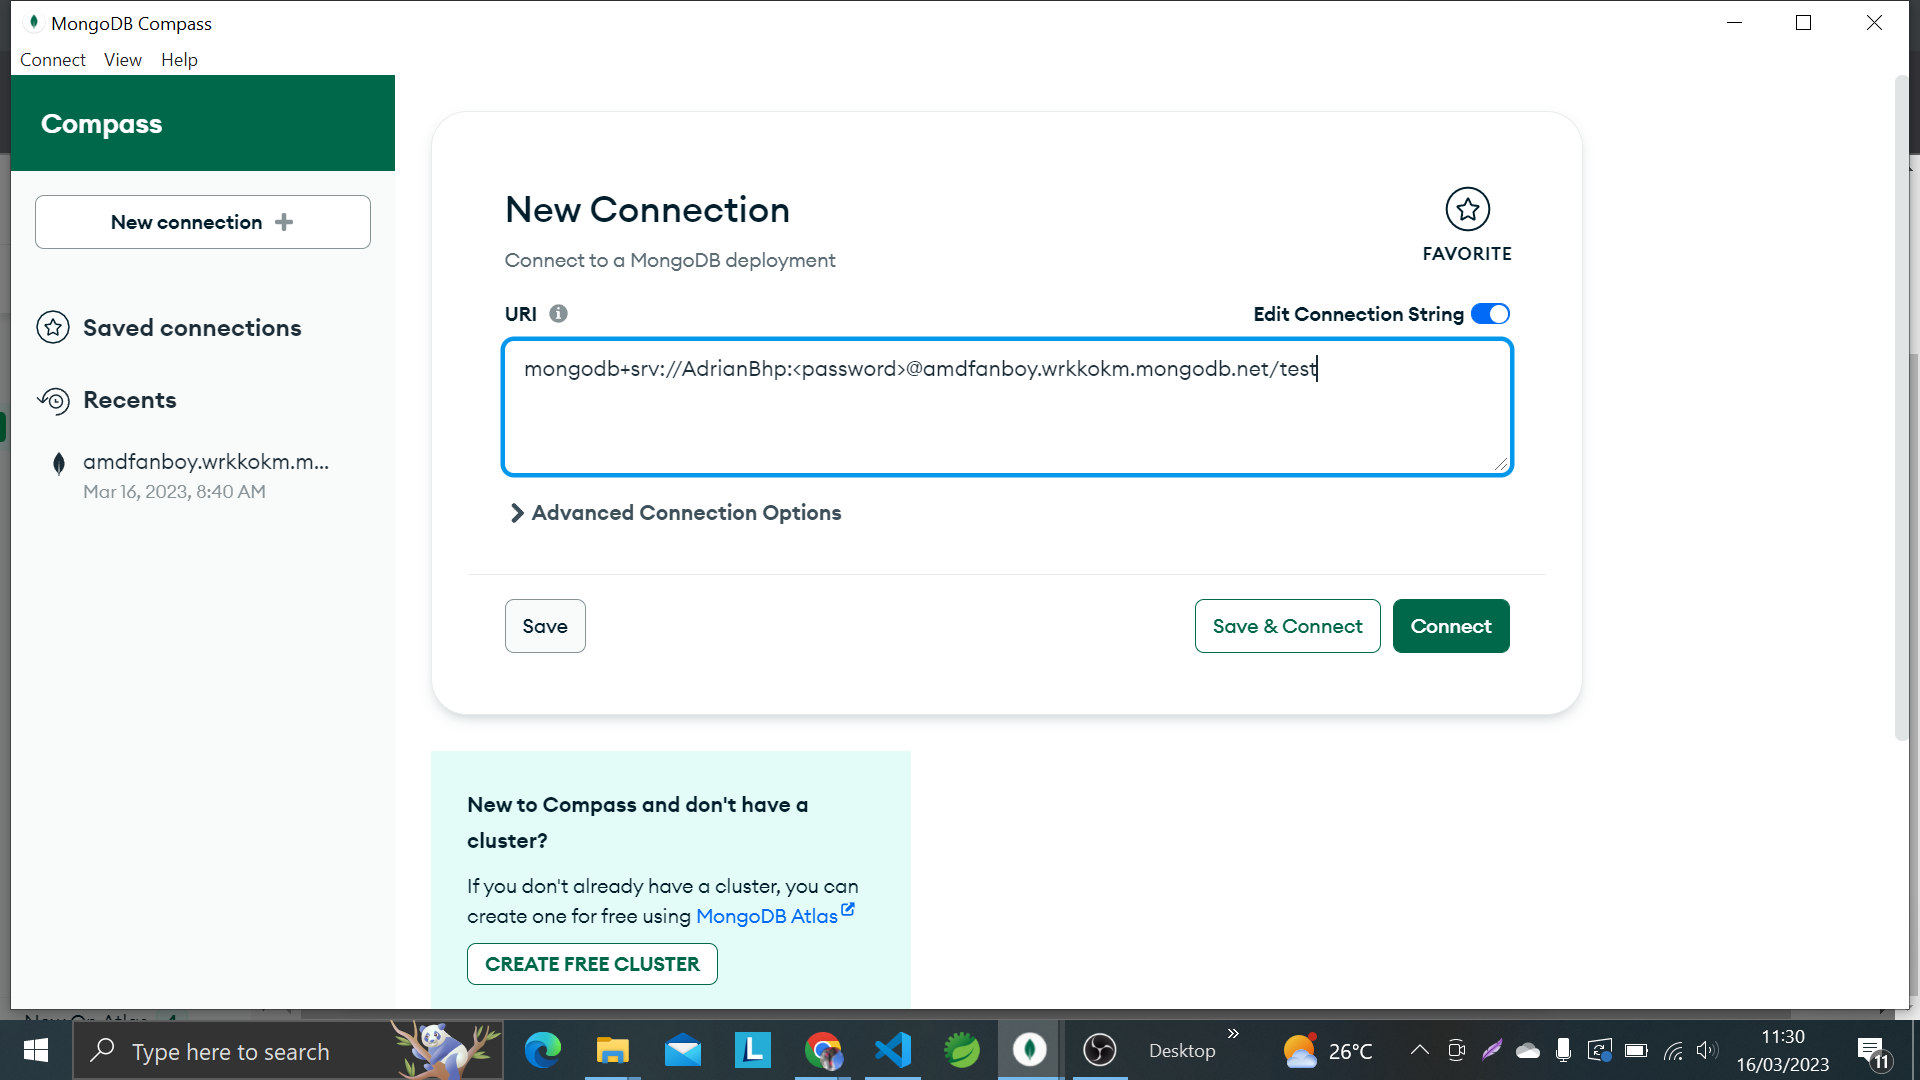 MongoDB Compass
Connect View Help
Compass
New connection
Saved connections
Recents
amdfanboy.wrkkokm.m...
Mar 16, 2023, 8:40 AM
New Connection
Connect to a MongoDB deployment
FAVORITE
URI
Edit Connection String
mongodb+srv://AdrianBhp:<password>@amdfanboy.wrkkokm.mongodb.net/test
Advanced Connection Options
Save
Save & Connect
Connect
New to Compass and don't have a
cluster?
If you don't already have a cluster, you can
create one for free using MongoDB Atlas
CREATE FREE CLUSTER
Type here to search
L
Desktop
26°C
11:30
16/03/2023
11